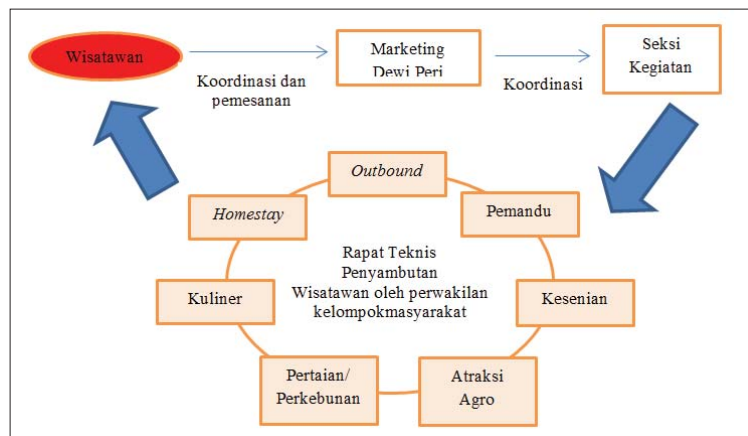 Wisatawan
Koordinasi dan
pemesanan
Marketing
Dewi Peri
Koordinasi
Seksi
Kegiatan
Outbound
Homestay
Pemandu
Rapat Teknis
Penyambutan
Wisatawan oleh perwakilan
kelompokmasyarakat
Kuliner
Kesenian
Pertaian/
Perkebunan
Atraksi
Agro